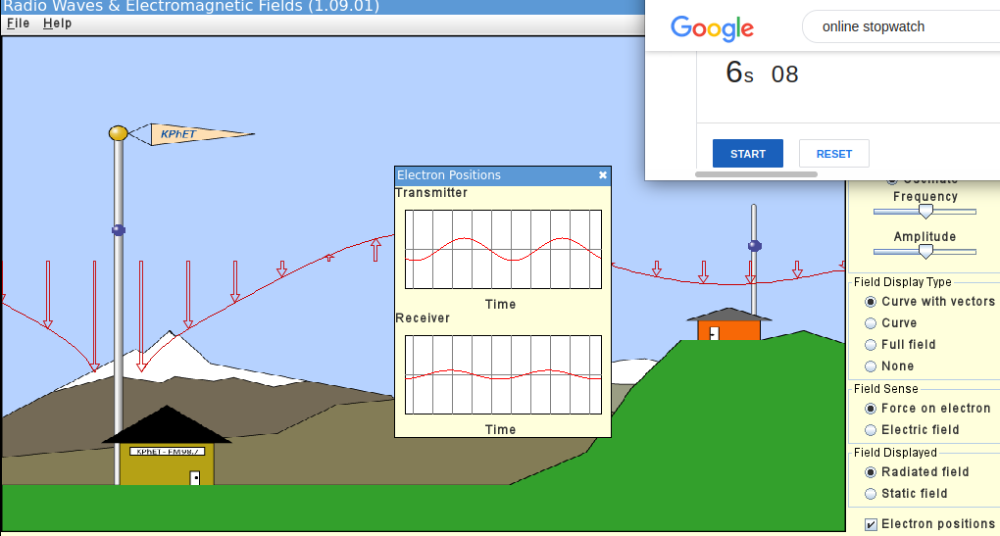 Radio Waves & Electromagnetic Fields (1.09.01)
File Help
Google
online stopwatch
6s 08
START
RESET
KPhET
Electron Positions
Transmitter
Time
Receiver
Time
KPhET - FM 98.7
Oscillate
Frequency
Amplitude
Field Display Type
Curve with vectors
Curve
Full field
None
Field Sense
Force on electron
Electric field
Field Displayed
Radiated field
Static field
Electron positions